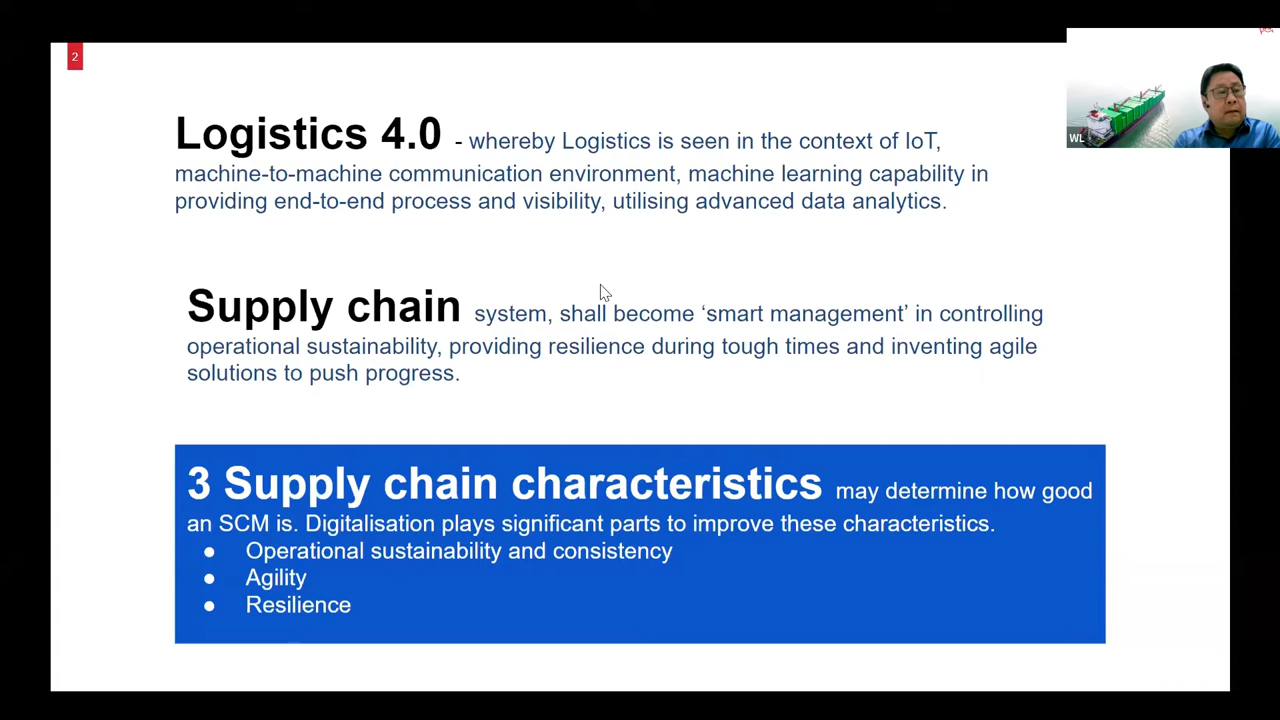 2
Logistics 4.0 - whereby Logistics is seen in the context of IoT,
machine-to-machine communication environment, machine learning capability in
providing end-to-end process and visibility, utilising advanced data analytics.
WL
Supply chain system, shall become ‘smart management’ in controlling
operational sustainability, providing resilience during tough times and inventing agile
solutions to push progress.
3 Supply chain characteristics may determine how good
an SCM is. Digitalisation plays significant parts to improve these characteristics.
● Operational sustainability and consistency
● Agility
● Resilience